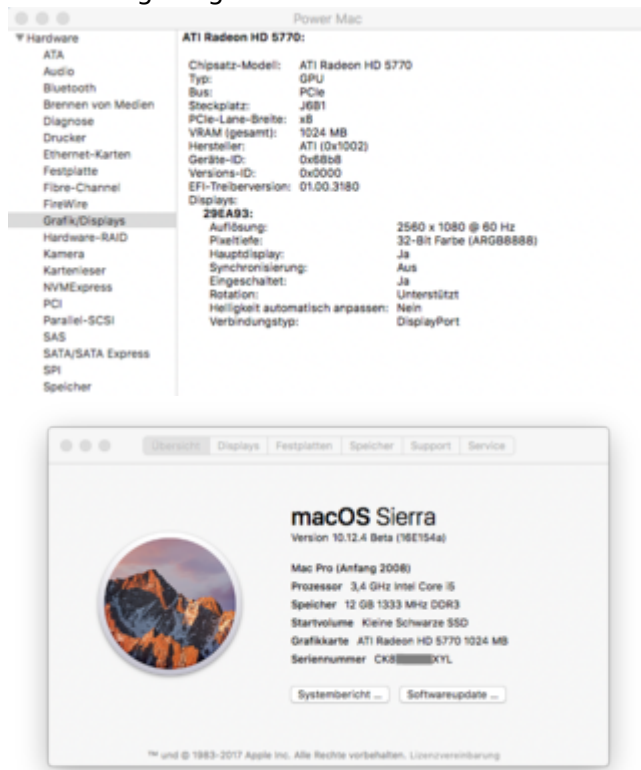 Power Mac
Hardware
ATA
Audio
Bluetooth
Brennen von Medien
Diagnose
Drucker
Ethernet-Karten
Festplatte
Fibre-Channel
FireWire
Grafik/Displays
Hardware-RAID
Kamera
Kartenleser
NVMExpress
PCI
Parallel-SCSI
SAS
SATA/SATA Express
SPI
Speicher
ATI Radeon HD 5770:
Chipsatz-Modell: ATI Radeon HD 5770
Typ: GPU
Bus: PCIe
Steckplatz: J6B1
PCIe-Lane-Breite: x8
VRAM (gesamt): 1024 MB
Hersteller: ATI (0x1002)
Geräte-ID: 0x68b8
Versions-ID: 0x0000
EFI-Treiberversion: 01.00.3180
Displays:
29EA93:
Auflösung: 2560 x 1080 @ 60 Hz
Pixeltiefe: 32-Bit Farbe (ARGB8888)
Hauptdisplay: Ja
Synchronisierung: Aus
Eingeschaltet: Ja
Rotation: Unterstützt
Helligkeit automatisch anpassen: Nein
Verbindungstyp: DisplayPort
Übersicht Displays Festplatten Speicher Support Service
macOS Sierra
Version 10.12.4 Beta (16E154a)
Mac Pro (Anfang 2008)
Prozessor 3,4 GHz Intel Core i5
Speicher 12 GB 1333 MHz DDR3
Startvolume Kleine Schwarze SSD
Grafikkarte ATI Radeon HD 5770 1024 MB
Seriennummer CK8 XYL
Systembericht ... Softwareupdate ...
™ und © 1983-2017 Apple Inc. Alle Rechte vorbehalten. Lizenzvereinbarung